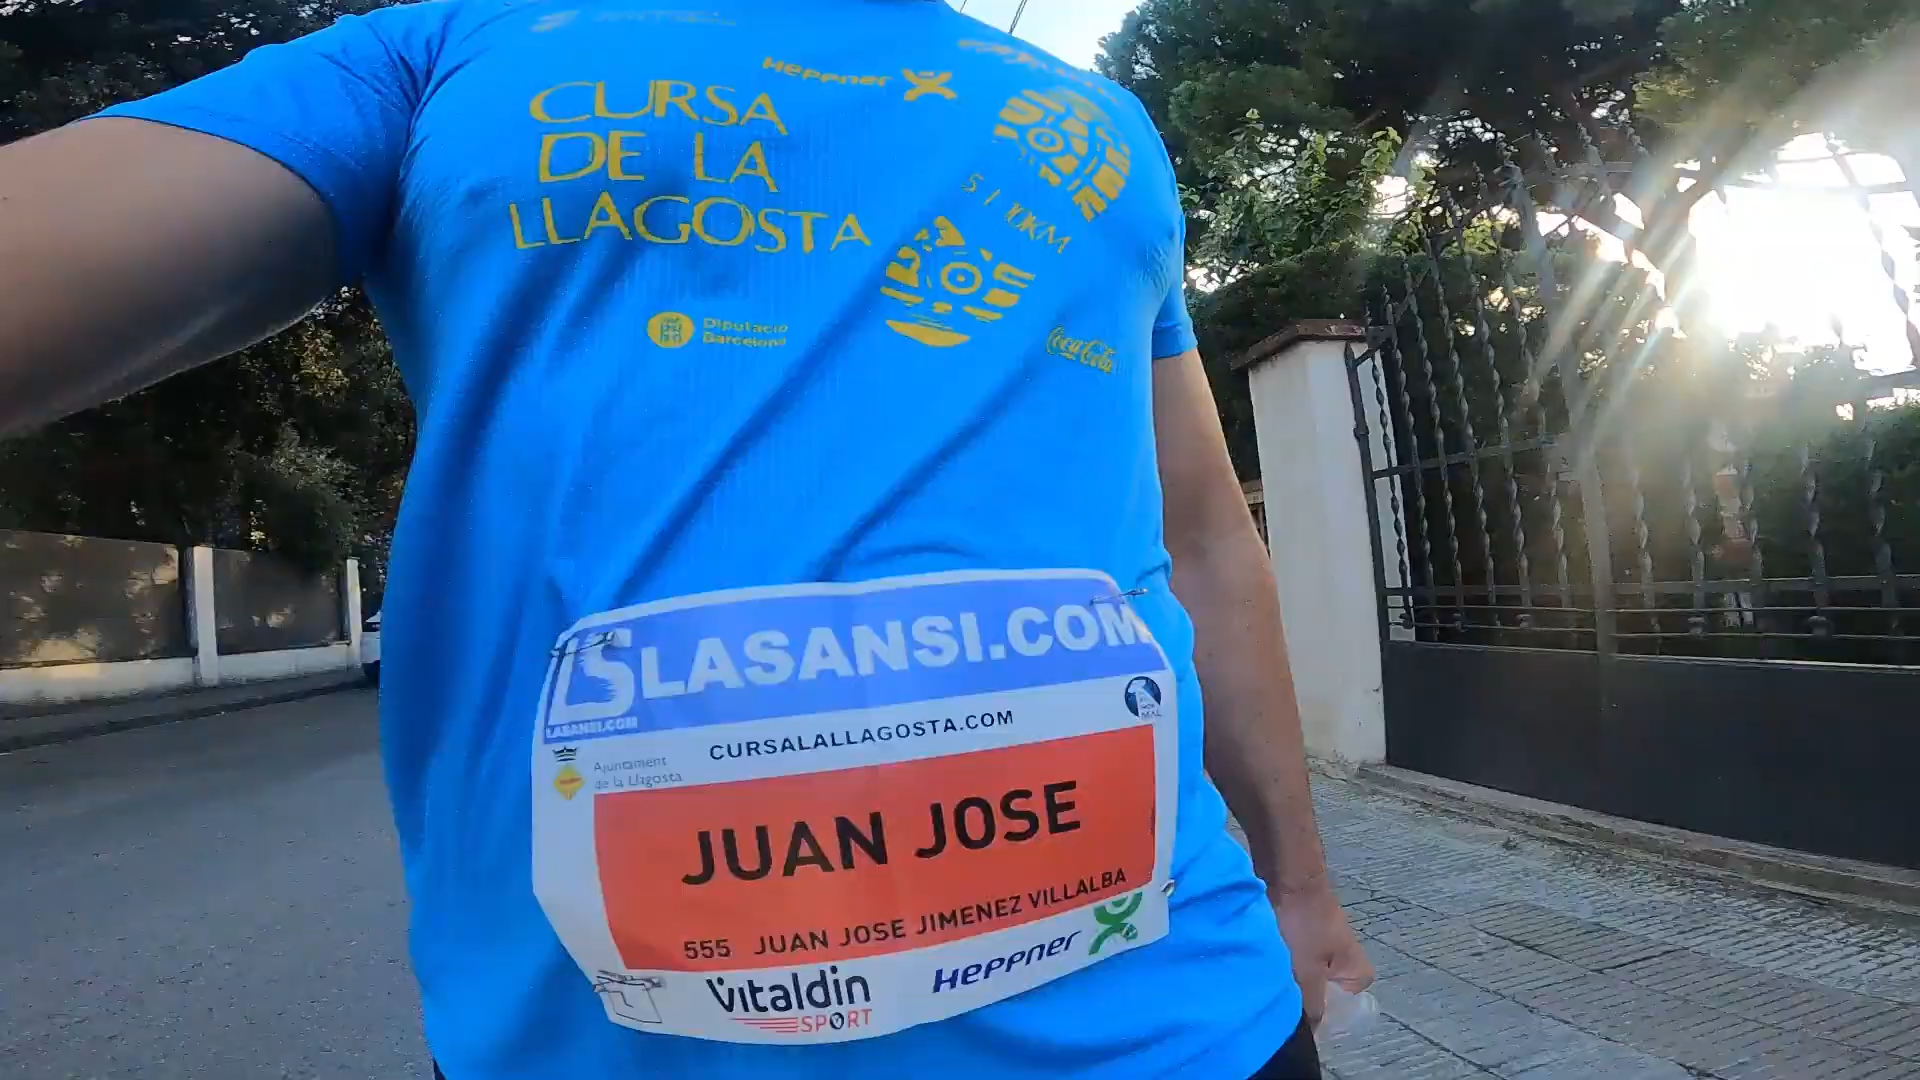 Heppner
CURSA
DE LA
LLAGOSTA
5 | 10KM
Diputació
Barcelona
Coca-Cola
LS LASANSI.COM
LASANSI.COM
CURSALALLAGOSTA.COM
Ajuntament
de la Llagosta
JUAN JOSE
555 JUAN JOSE JIMENEZ VILLALBA
Vitaldin
SPORT
Heppner